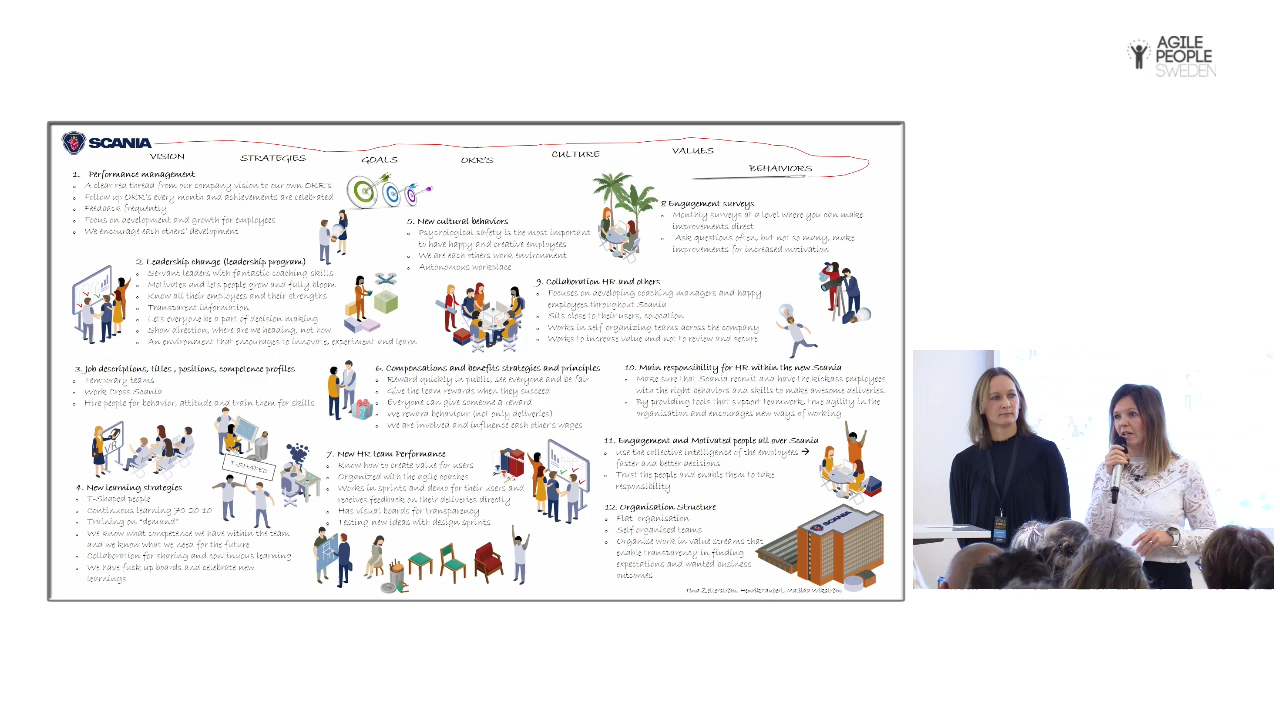 AGILE
PEOPLE
SWEDEN
SCANIA
VISION
STRATEGIES
GOALS
OKR'S
CULTURE
VALUES
BEHAIVIORS
1. Performance management
A clear red thread from our company vision to our own OKR's
Follow up OKR's every month and achievements are celebrated
Feedback frequently
Focus on development and growth for employees
We encourage each others' development
2. Leadership change (leadership program)
Servant leaders with fantastic coaching skills
Motivates and lets people grow and fully bloom
Know all their employees and their strengths
Transparent information
Lets everyone be a part of decision making
Show direction, where are we heading, not how
An environment that encourages to innovate, experiment and learn
3. Job descriptions, titles, positions, competence profiles
Temporary teams
Work Cross Scania
Hire people for behavior, attitude and train them for skills
VR
T-SHAPED
4. New learning strategies
T-Shaped people
Continuous learning 70 20 10
Training on "demand"
We know what competence we have within the team
and we know what we need for the future
Collaboration for sharing and continuous learning
We have fuck up boards and celebrate new
learnings
5. New cultural behaviors
Psychological safety is the most important
to have happy and creative employees
We are each others work environment
Autonomous workplace
6. Compensations and benefits strategies and principles
Reward quickly in public, see everyone and be fair
Give the team rewards when they succeed
Everyone can give someone a reward
We reward behaviour (not only deliveries)
We are involved and influence each other's wages
7. New HR team Performance
Know how to create value for users
Organized with the agile coaches
Works in sprints and demo for their users and
receives feedback on their deliveries directly
Has visual boards for transparency
Testing new ideas with design sprints
8 Engagement surveys
Monthly surveys at a level where you can make
improvements direct
Ask questions often, but not so many, make
improvements for increased motivation
9. Collaboration HR and others
Focuses on developing coaching managers and happy
employees throughout Scania
Sits close to their users, colocation
Works in self organizing teams across the company
Works to increase value and not to review and secure
10. Main responsibility for HR within the new Scania
Make sure that Scania recruit and have the kickass employees
with the right behaviors and skills to make awesome deliveries.
By providing tools that support teamwork, true agility in the
organisation and encourages new ways of working
11. Engagement and Motivated people all over Scania
use the collective intelligence of the employees →
faster and better decisions
Trust the people and enable them to take
responsibility
12. Organisation Structure
Flat organisation
Self organised teams
Organise work in value streams that
enable transparency in finding
expectations and wanted business
outcomes
SCANIA
Tina Zetterström, Henrik Taubert, Matilda Wikström